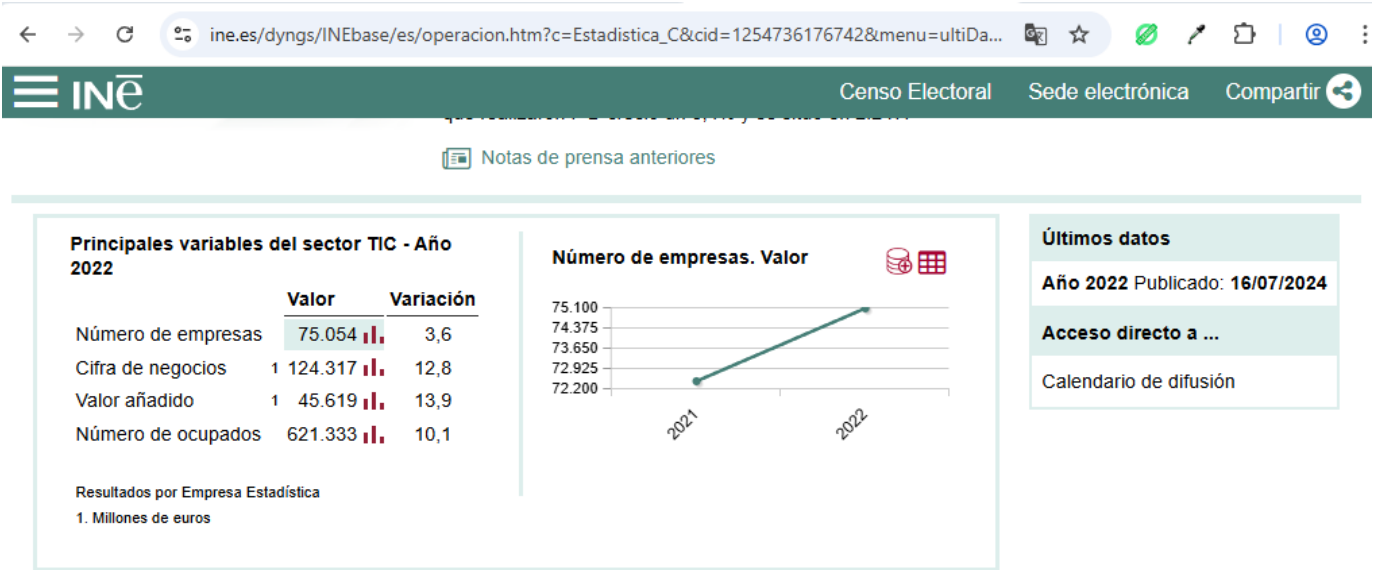 ine.es/dyngs/INEbase/es/operacion.htm?c=Estadistica_C&cid=1254736176742&menu=ultiDa...
INe
Censo Electoral
Sede electrónica
Compartir
Notas de prensa anteriores
Principales variables del sector TIC - Año
2022
Valor Variación
Número de empresas 75.054 3,6
Cifra de negocios 1 124.317 12,8
Valor añadido 1 45.619 13,9
Número de ocupados 621.333 10,1
Resultados por Empresa Estadística
1. Millones de euros
Número de empresas. Valor
75.100
74.375
73.650
72.925
72.200
2021
2022
Últimos datos
Año 2022 Publicado: 16/07/2024
Acceso directo a ...
Calendario de difusión